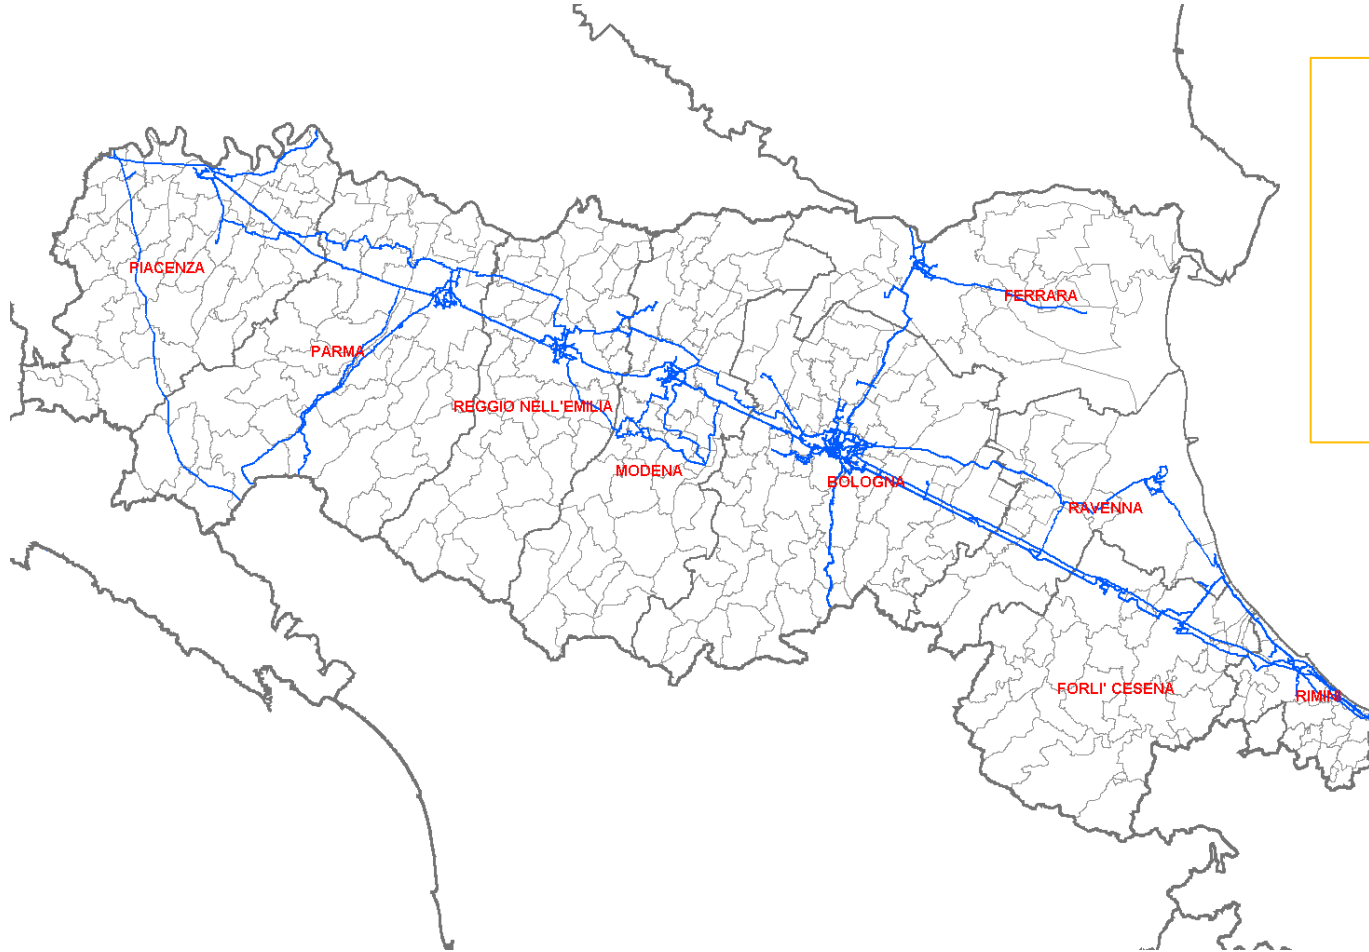 PIACENZA
FERRARA
PARMA
REGGIO NELL'EMILIA
MODENA
BOLOGNA
RAVENNA
FORLI' CESENA
RIMINI